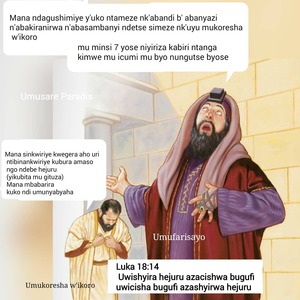 Mana ndagushimiye y'uko ntameze nk'abandi b' abanyazi
n'abakiranirwa n'abasambanyi ndetse simeze nk'uyu mukoresha
w'ikoro
mu minsi 7 yose niyiriza kabiri ntanga
kimwe mu icumi mu byo nungutse byose
Umusare Paradis
Mana sinkwiriye kwegera aho uri
ntibinankwiriye kubura amaso
ngo ndebe hejuru
(yikubita mu gituza)
Mana mbabarira
kuko ndi umunyabyaha
Umufarisayo
Umukoresha w'ikoro
Luka 18:14
Uwishyira hejuru azacishwa bugufi
uwicisha bugufi azashyirwa hejuru